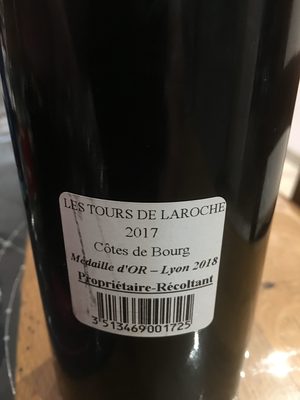 LES TOURS DE LAROCHE
2017
Côtes de Bourg
Médaille d'OR – Lyon 2018
Propriétaire-Récoltant
3 513469 001725